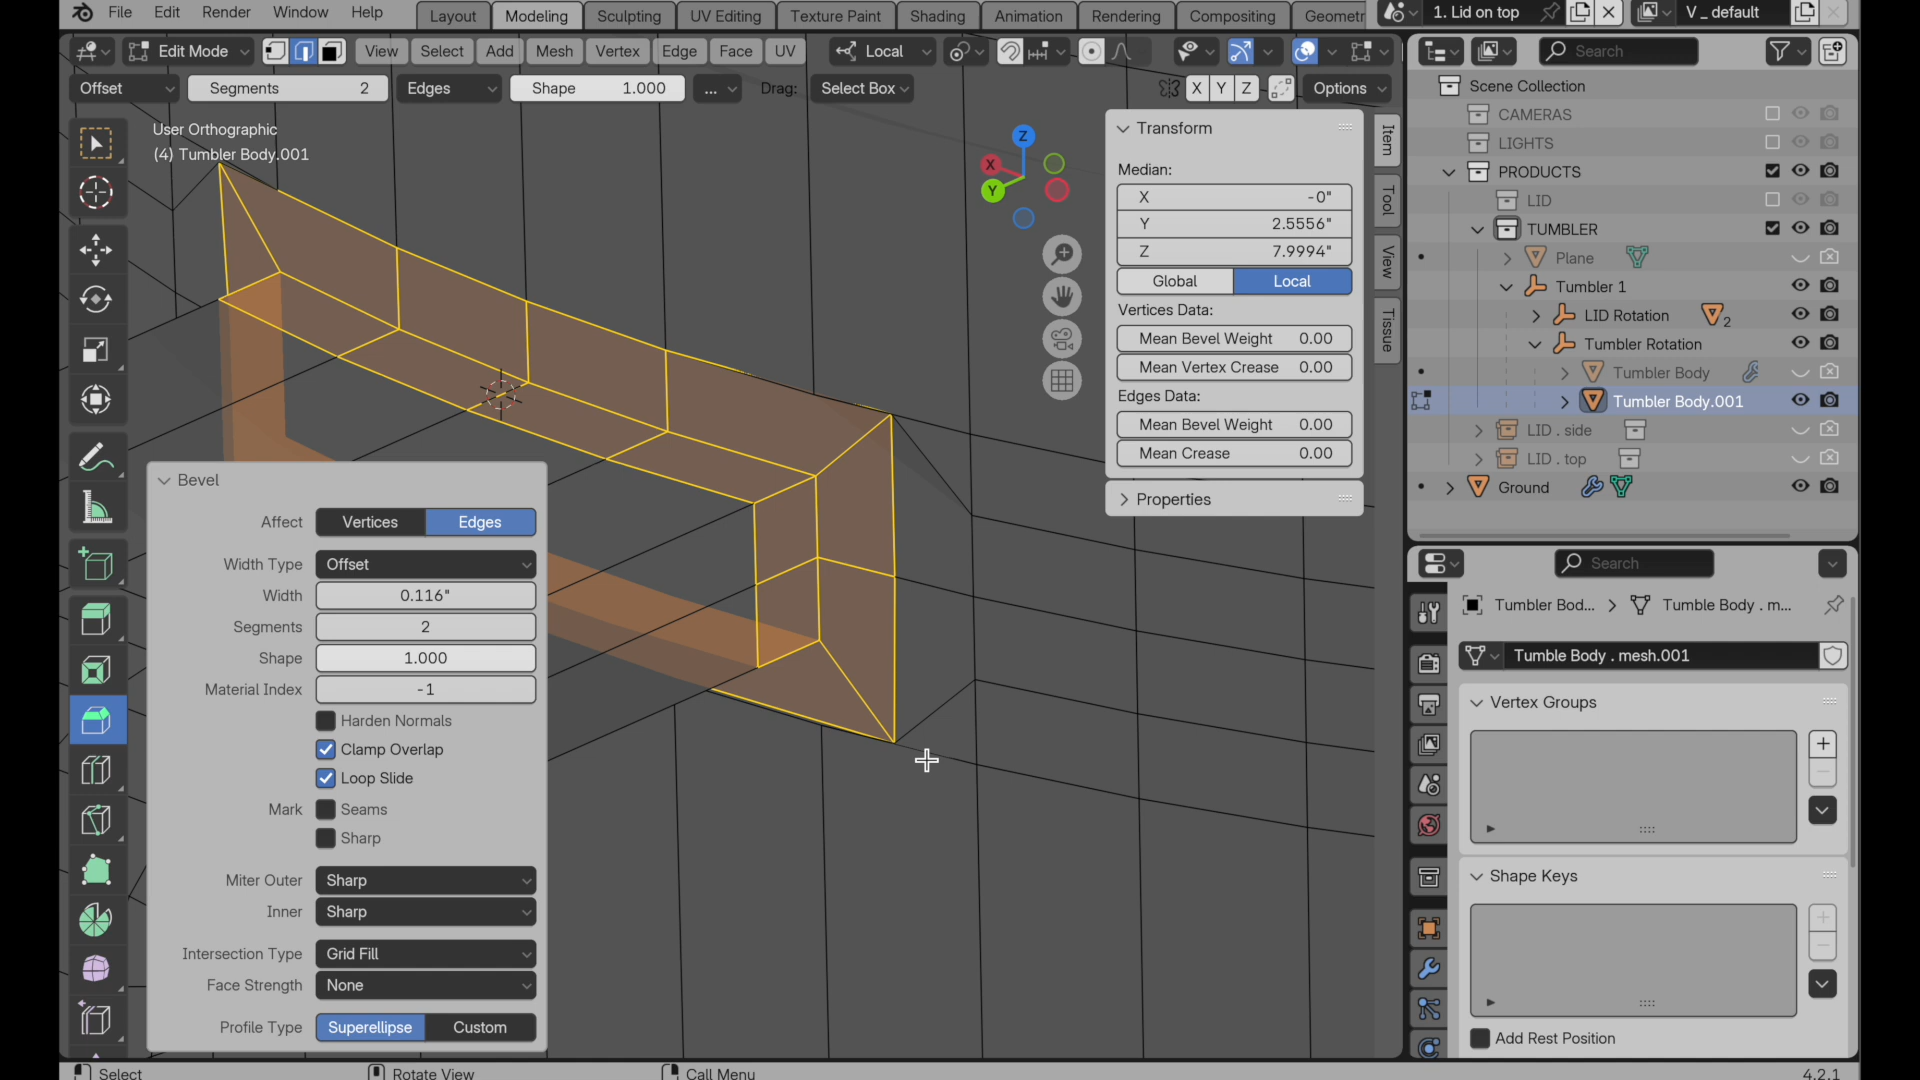 File Edit Render Window Help Layout Modeling Sculpting UV Editing Texture Paint Shading Animation Rendering Compositing Geometr 1. Lid on top V _ default
Edit Mode View Select Add Mesh Vertex Edge Face UV Local Search
Offset Segments 2 Edges Shape 1.000 ... Drag: Select Box X Y Z Options
User Orthographic
(4) Tumbler Body.001
Z
X
Y
Transform
Median:
X -0"
Y 2.5556"
Z 7.9994"
Global Local
Vertices Data:
Mean Bevel Weight 0.00
Mean Vertex Crease 0.00
Edges Data:
Mean Bevel Weight 0.00
Mean Crease 0.00
Properties
Item
Tool
View
Tissue
Bevel
Affect Vertices Edges
Width Type Offset
Width 0.116"
Segments 2
Shape 1.000
Material Index -1
Harden Normals
Clamp Overlap
Loop Slide
Mark Seams
Sharp
Miter Outer Sharp
Inner Sharp
Intersection Type Grid Fill
Face Strength None
Profile Type Superellipse Custom
Scene Collection
CAMERAS
LIGHTS
PRODUCTS
LID
TUMBLER
Plane
Tumbler 1
LID Rotation 2
Tumbler Rotation
Tumbler Body
Tumbler Body.001
LID . side
LID . top
Ground
Search
Tumbler Bod... Tumble Body . m...
Tumble Body . mesh.001
Vertex Groups
Shape Keys
Add Rest Position
Select Rotate View Call Menu 4.2.1